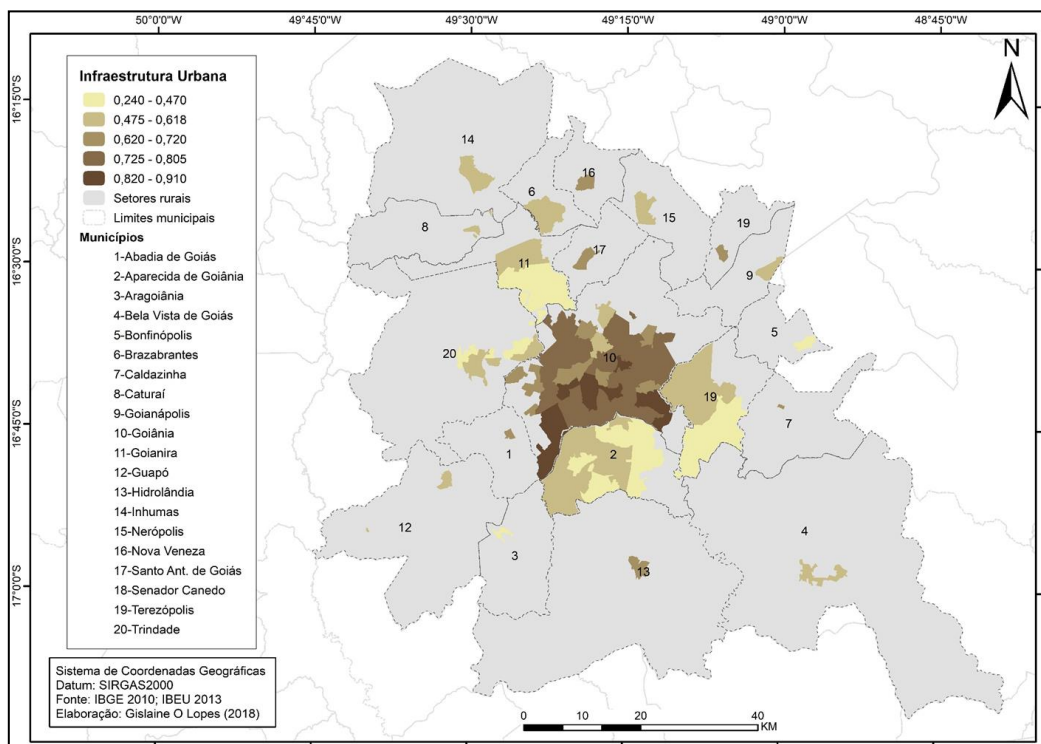 50°0'0"W 49°45'0"W 49°30'0"W 49°15'0"W 49°0'0"W 48°45'0"W
16°15'0"S
16°30'0"S
16°45'0"S
17°0'0"S
N
Infraestrutura Urbana
0,240 - 0,470
0,475 - 0,618
0,620 - 0,720
0,725 - 0,805
0,820 - 0,910
Setores rurais
Limites municipais
Municípios
1-Abadia de Goiás
2-Aparecida de Goiânia
3-Aragoiânia
4-Bela Vista de Goiás
5-Bonfinópolis
6-Brazabrantes
7-Caldazinha
8-Caturaí
9-Goianápolis
10-Goiânia
11-Goianira
12-Guapó
13-Hidrolândia
14-Inhumas
15-Nerópolis
16-Nova Veneza
17-Santo Ant. de Goiás
18-Senador Canedo
19-Terezópolis
20-Trindade
14
16
6
15
8
19
17
11
9
5
20
10
19
7
1
2
12
4
3
13
Sistema de Coordenadas Geográficas
Datum: SIRGAS2000
Fonte: IBGE 2010; IBEU 2013
Elaboração: Gislaine O Lopes (2018)
0 10 20 40
KM